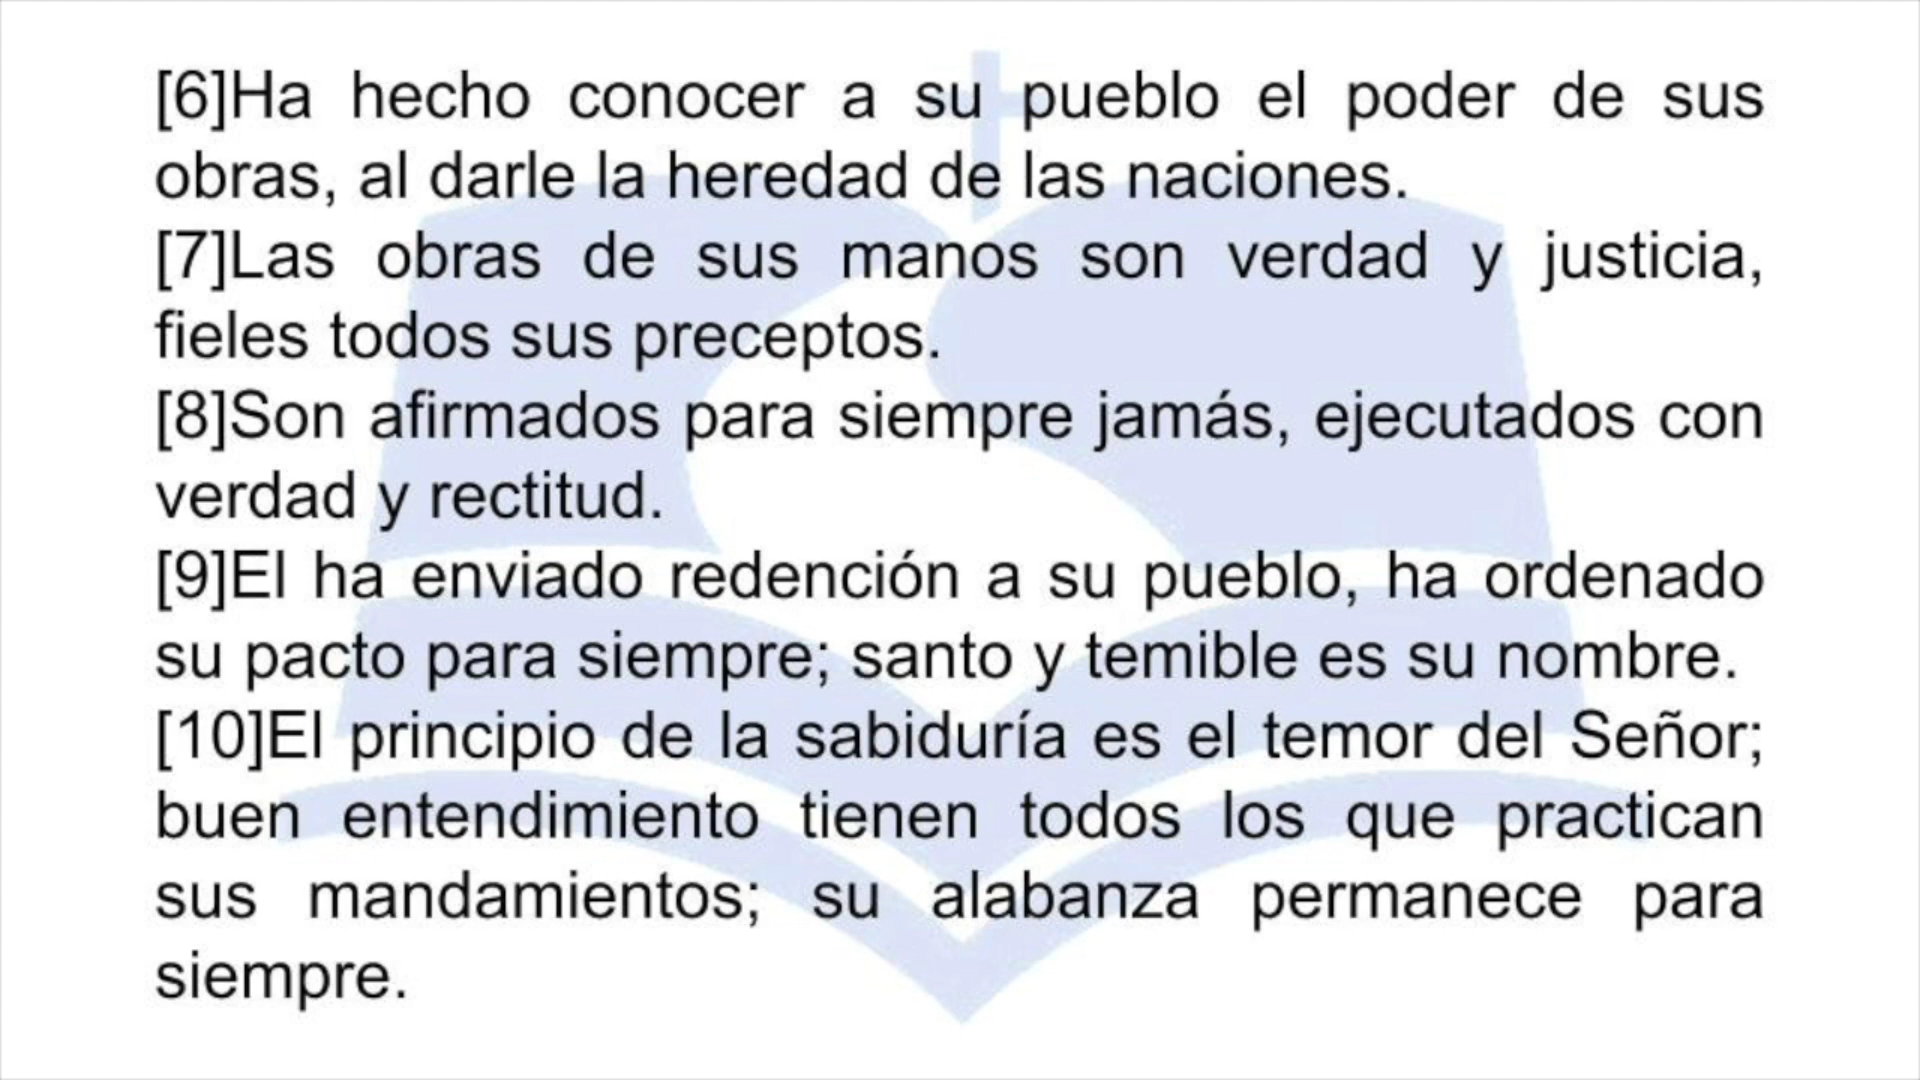 [6]Ha hecho conocer a su pueblo el poder de sus
obras, al darle la heredad de las naciones.
[7]Las obras de sus manos son verdad y justicia,
fieles todos sus preceptos.
[8]Son afirmados para siempre jamás, ejecutados con
verdad y rectitud.
[9]El ha enviado redención a su pueblo, ha ordenado
su pacto para siempre; santo y temible es su nombre.
[10]El principio de la sabiduría es el temor del Señor;
buen entendimiento tienen todos los que practican
sus mandamientos; su alabanza permanece para
siempre.